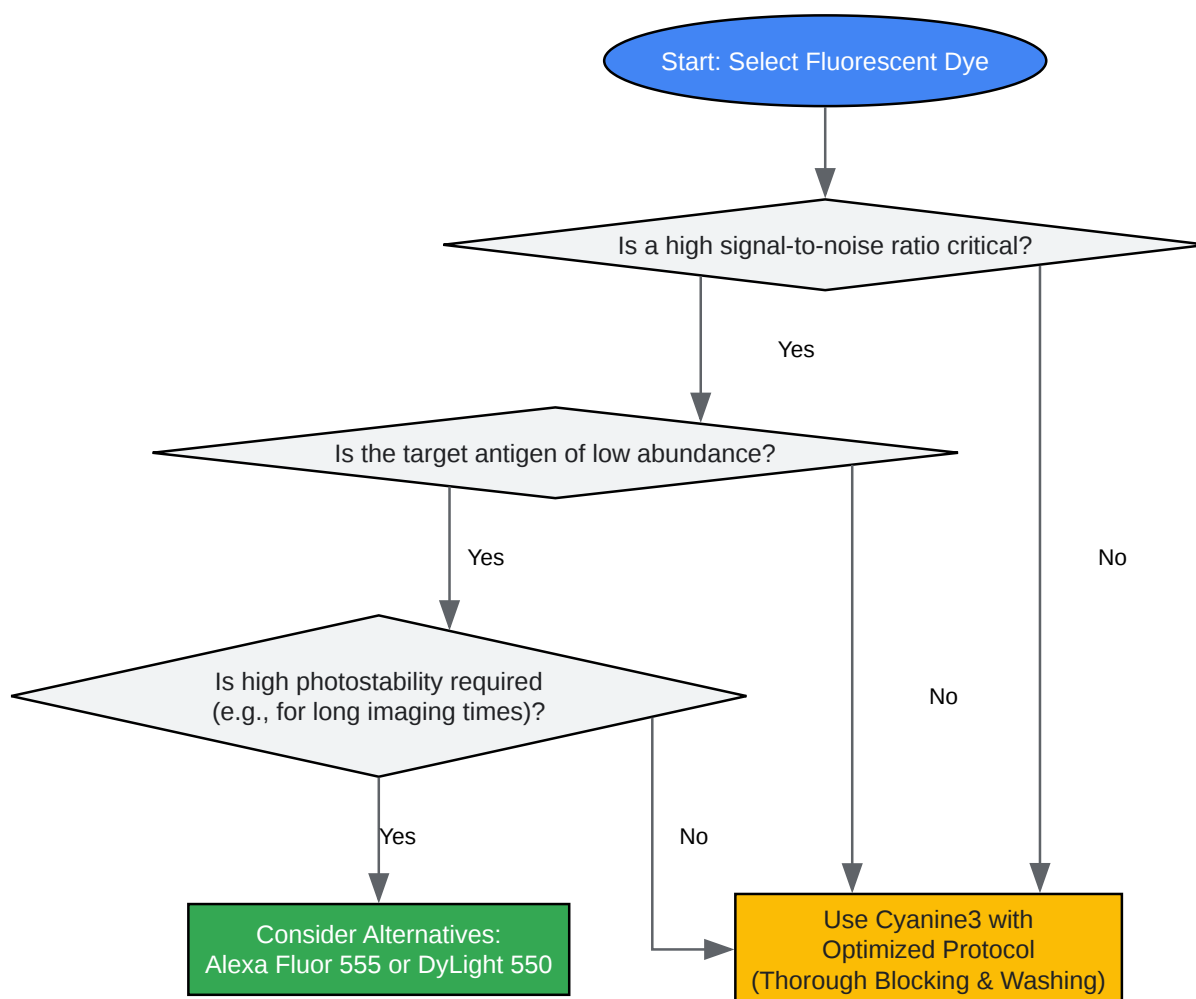 Start: Select Fluorescent Dye
Is a high signal-to-noise ratio critical?
Yes
Is the target antigen of low abundance?
Yes
No
Is high photostability required
(e.g., for long imaging times)?
No
Yes
No
Consider Alternatives:
Alexa Fluor 555 or DyLight 550
Use Cyanine3 with
Optimized Protocol
(Thorough Blocking & Washing)